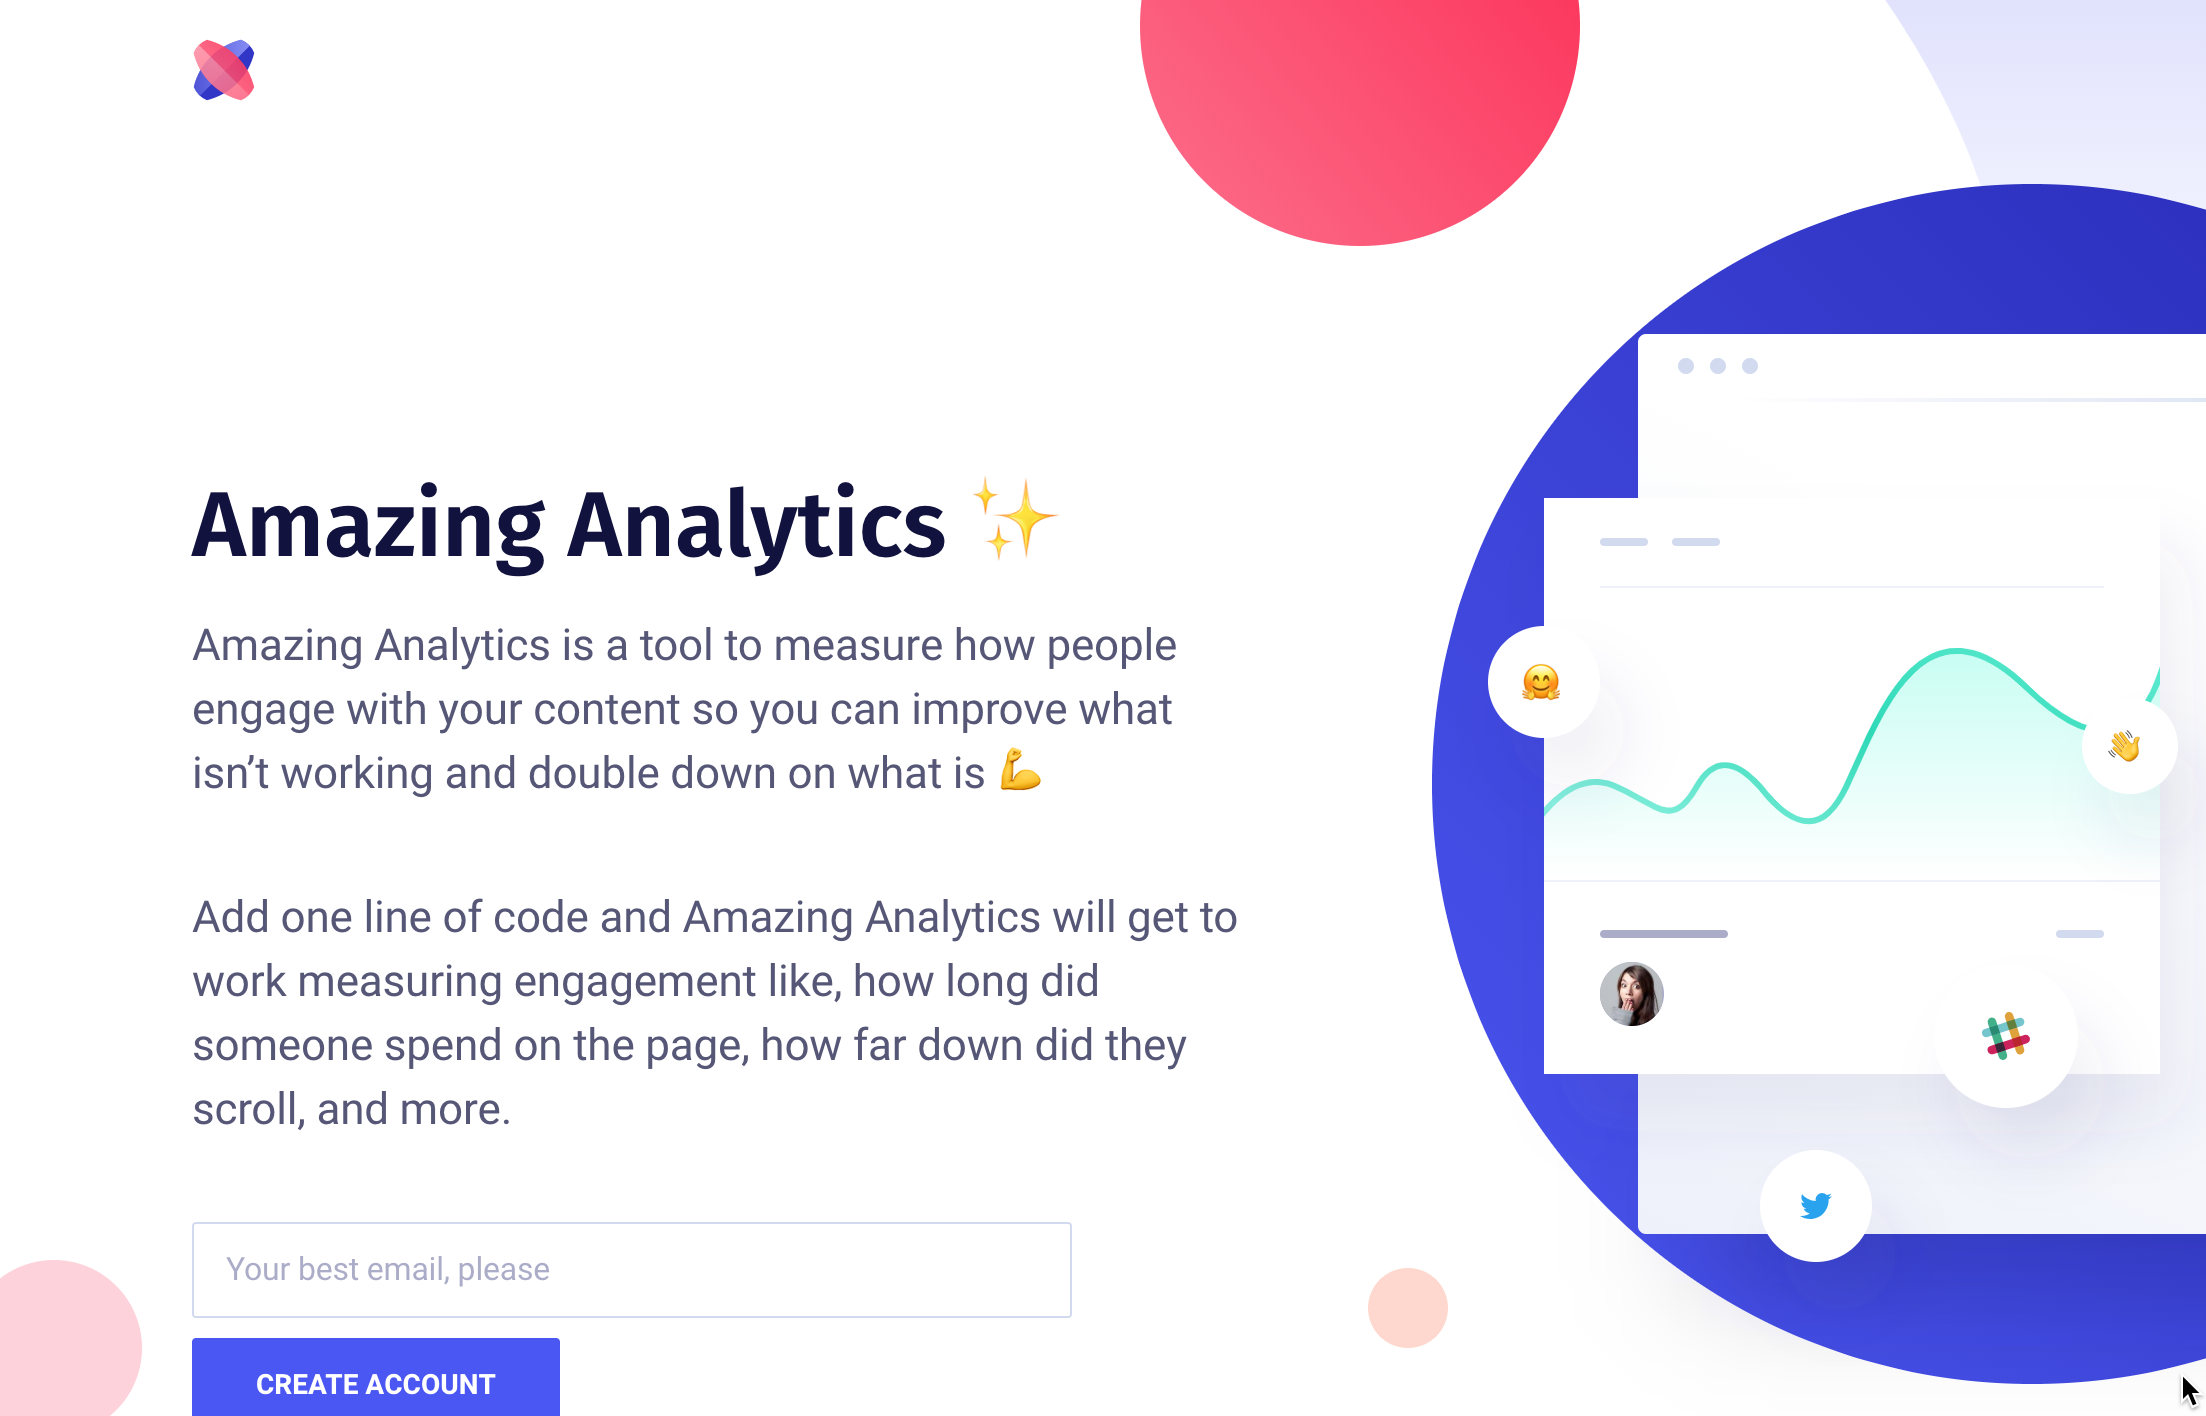 Amazing Analytics ✨
Amazing Analytics is a tool to measure how people
engage with your content so you can improve what
isn’t working and double down on what is 💪
Add one line of code and Amazing Analytics will get to
work measuring engagement like, how long did
someone spend on the page, how far down did they
scroll, and more.
Your best email, please
CREATE ACCOUNT